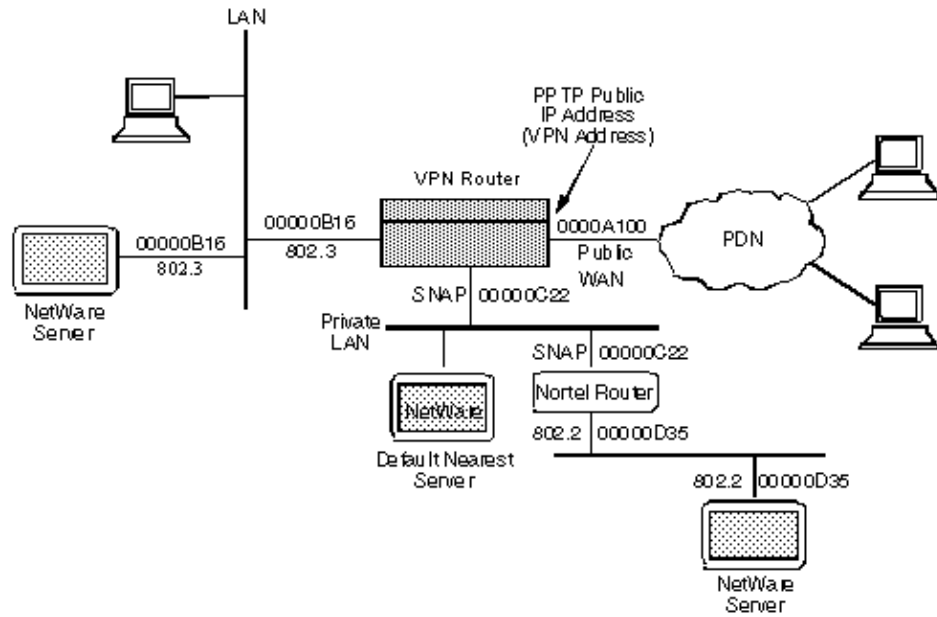 LAN
PPTP Public
IP Address
(VPN Address)
VPN Router
00000B16
802.3
00000B16
802.3
0000A100
Public
WAN
PDN
NetWare
Server
SNAP
00000C22
Private
LAN
SNAP
00000C22
NetWare
Nortel Router
Default Nearest
Server
802.2
00000D35
802.2
00000D35
NetWare
Server